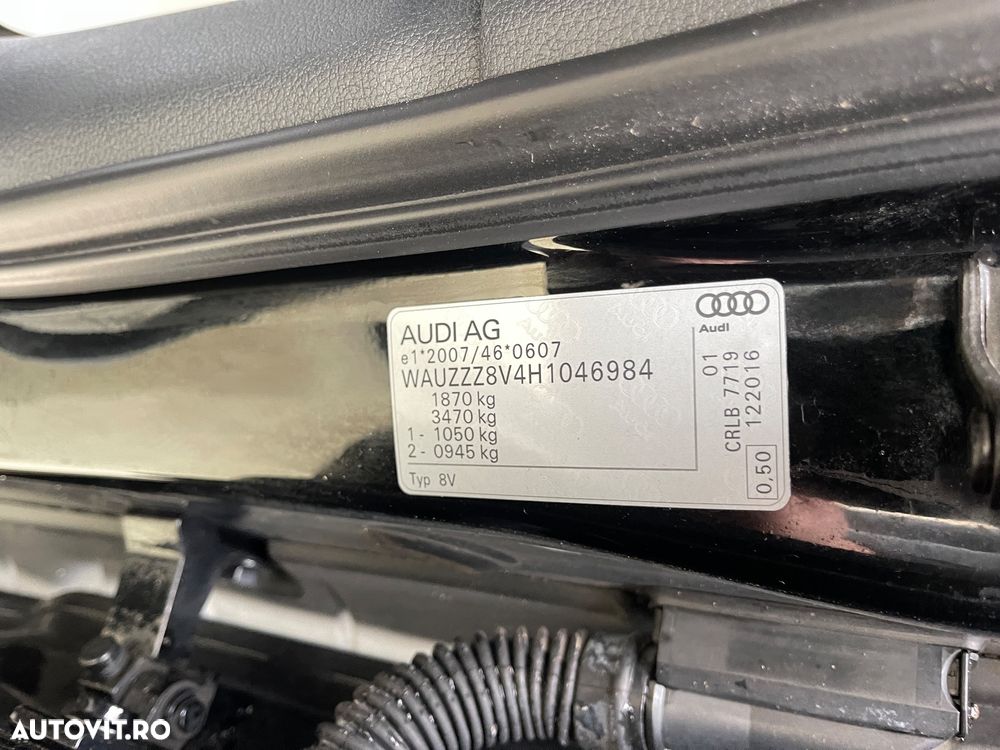 AUDI AG
e1*2007/46*0607
WAUZZZ8V4H1046984
1870 kg
3470 kg
1 - 1050 kg
2 - 0945 kg
Typ 8V
Audi
CRLB 7719 01
122016
0,50
AUTOVIT.RO